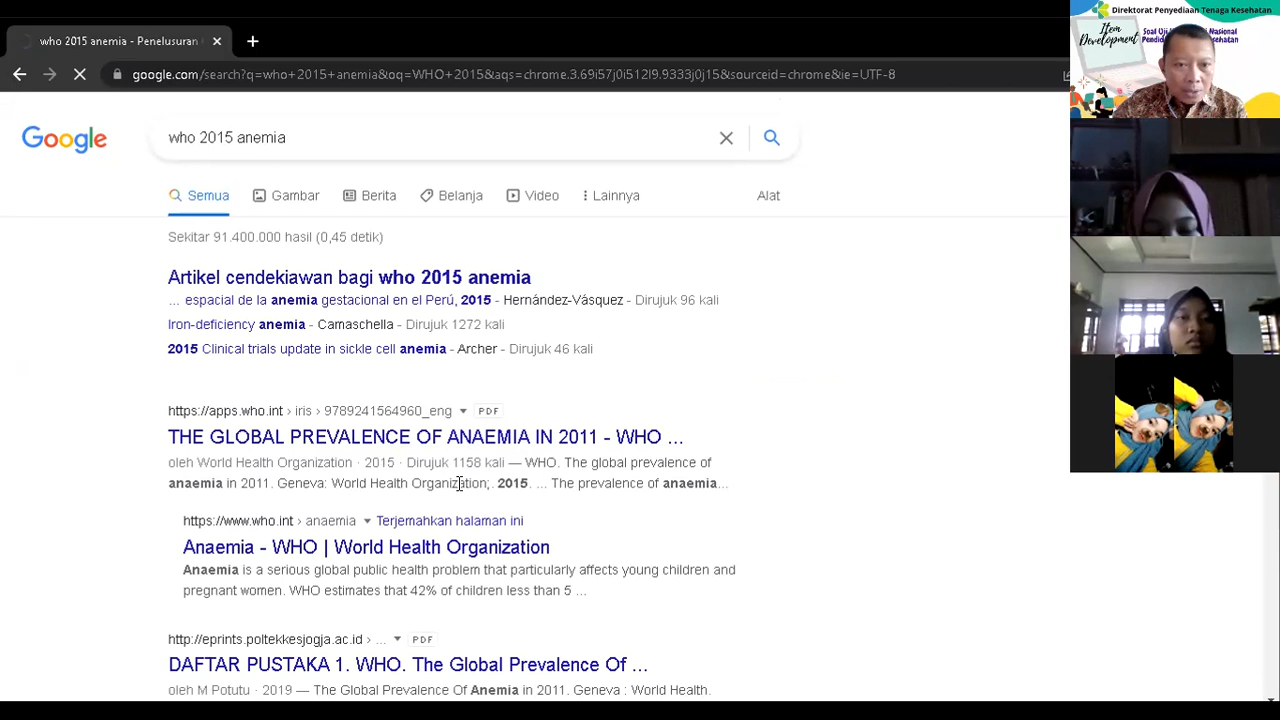 who 2015 anemia - Penelusuran
google.com/search?q=who+2015+anemia&oq=WHO+2015&aqs=chrome.3.69i57j0i512l9.9333j0j15&sourceid=chrome&ie=UTF-8
Google
who 2015 anemia
Semua Gambar Berita Belanja Video Lainnya Alat
Sekitar 91.400.000 hasil (0,45 detik)
Artikel cendekiawan bagi who 2015 anemia
... espacial de la anemia gestacional en el Perú, 2015 - Hernández-Vásquez - Dirujuk 96 kali
Iron-deficiency anemia - Camaschella - Dirujuk 1272 kali
2015 Clinical trials update in sickle cell anemia - Archer - Dirujuk 46 kali
https://apps.who.int › iris › 9789241564960_eng PDF
THE GLOBAL PREVALENCE OF ANAEMIA IN 2011 - WHO ...
oleh World Health Organization · 2015 · Dirujuk 1158 kali — WHO. The global prevalence of
anaemia in 2011. Geneva: World Health Organization;. 2015. ... The prevalence of anaemia...
https://www.who.int › anaemia Terjemahkan halaman ini
Anaemia - WHO | World Health Organization
Anaemia is a serious global public health problem that particularly affects young children and
pregnant women. WHO estimates that 42% of children less than 5 ...
http://eprints.poltekkesjogja.ac.id › ... PDF
DAFTAR PUSTAKA 1. WHO. The Global Prevalence Of ...
oleh M Potutu · 2019 — The Global Prevalence Of Anemia in 2011. Geneva : World Health.
Direktorat Penyediaan Tenaga Kesehatan
Item
Development
Soal Uji